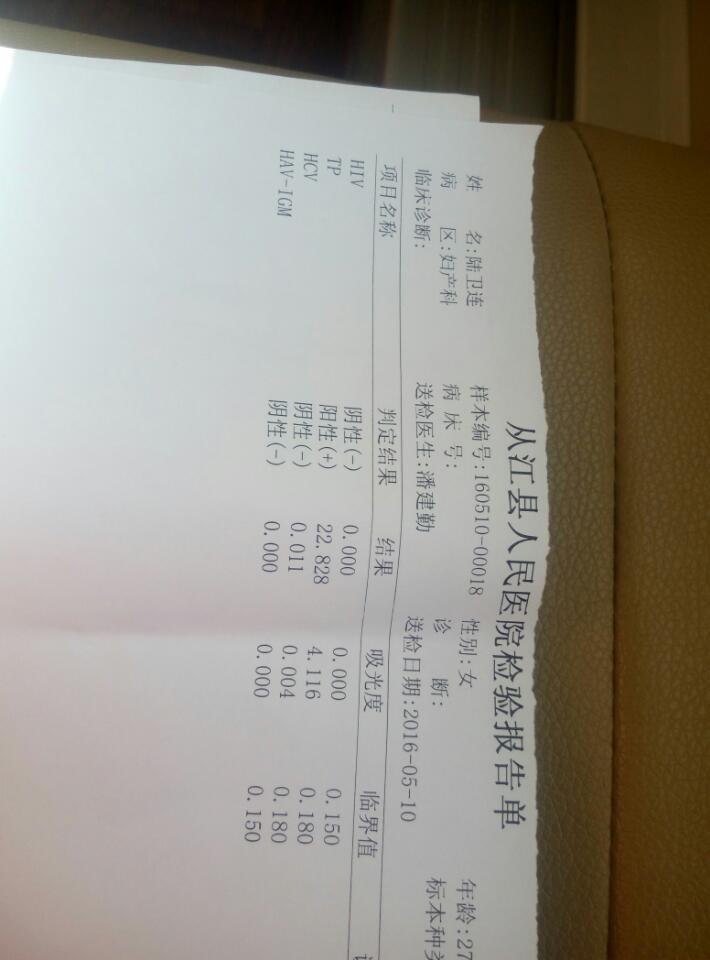 从江县人民医院检验报告单
姓 名:陆卫连 样本编号:160510-00018 性别:女 年龄:27
病 区:妇产科 病 床 号: 诊 断: 标本种类
临床诊断: 送检医生:潘建勤 送检日期:2016-05-10
项目名称 判定结果 结果 吸光度 临界值
HIV 阴性(-) 0.000 0.000 0.150
TP 阳性(+) 22.828 4.116 0.180
HCV 阴性(-) 0.011 0.004 0.180
HAV-IGM 阴性(-) 0.000 0.000 0.150